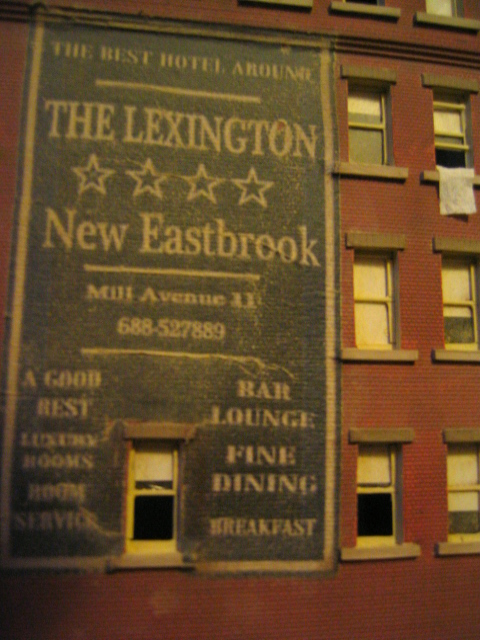 THE BEST HOTEL AROUND
THE LEXINGTON
New Eastbrook
Mill Avenue 11
688-527889
A GOOD
REST
LUXURY
ROOMS
ROOM
SERVICE
BAR
LOUNGE
FINE
DINING
BREAKFAST